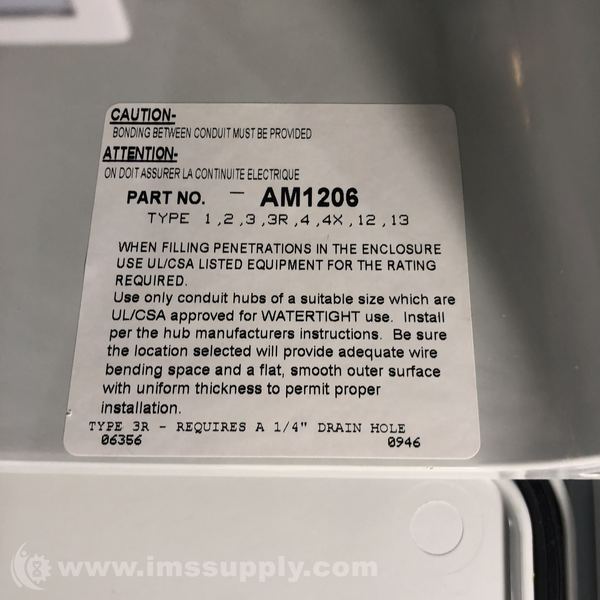 CAUTION-
BONDING BETWEEN CONDUIT MUST BE PROVIDED
ATTENTION-
ON DOIT ASSURER LA CONTINUITE ELECTRIQUE
PART NO. - AM1206
TYPE 1,2,3,3R,4,4X,12,13
WHEN FILLING PENETRATIONS IN THE ENCLOSURE
USE UL/CSA LISTED EQUIPMENT FOR THE RATING
REQUIRED.
Use only conduit hubs of a suitable size which are
UL/CSA approved for WATERTIGHT use. Install
per the hub manufacturers instructions. Be sure
the location selected will provide adequate wire
bending space and a flat, smooth outer surface
with uniform thickness to permit proper
installation.
TYPE 3R - REQUIRES A 1/4" DRAIN HOLE
06356 0946
www.imssupply.com